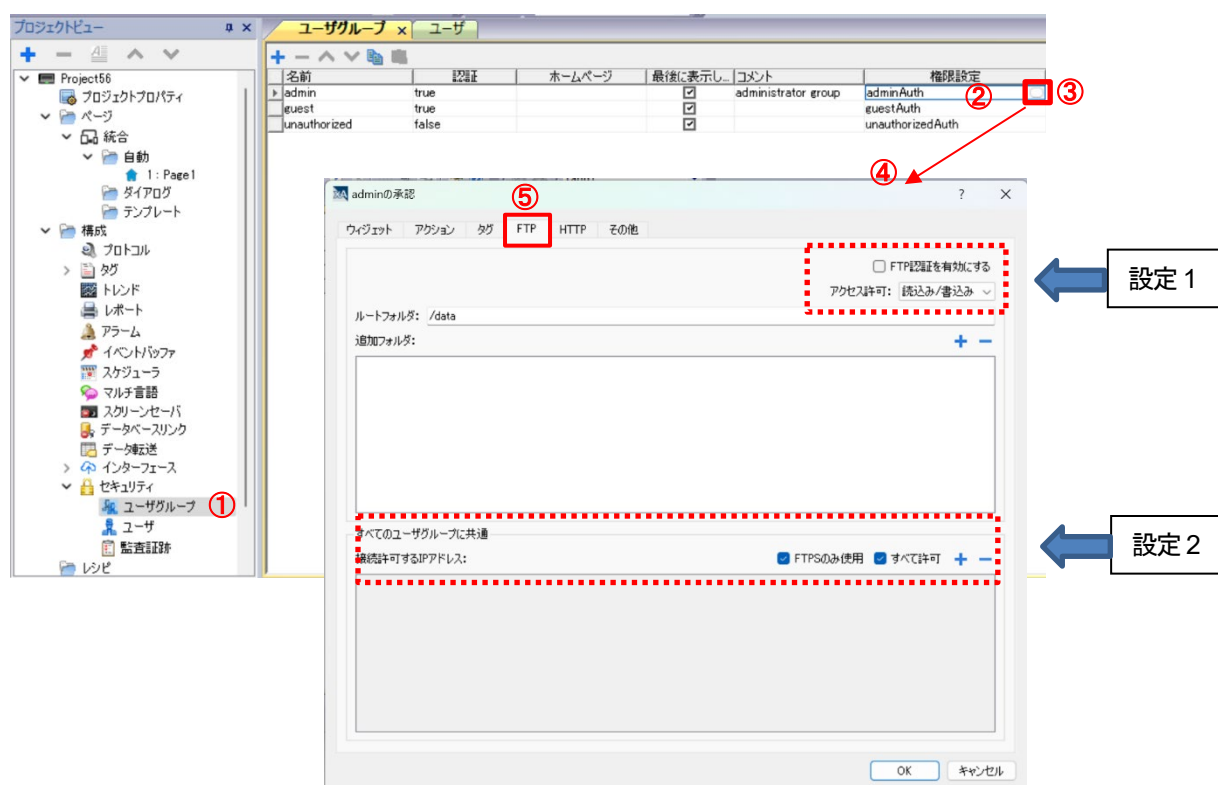 プロジェクトビュー
Project56
プロジェクトプロパティ
ページ
統合
自動
1: Page1
ダイアログ
テンプレート
構成
プロトコル
タグ
トレンド
レポート
アラーム
イベントバッファ
スケジューラ
マルチ言語
スクリーンセーバ
データベースリンク
データ転送
インターフェース
セキュリティ
ユーザグループ ①
ユーザ
監査証跡
レシピ
ユーザグループ x ユーザ
名前 認証 ホームページ 最後に表示し... コメント 権限設定
admin true administrator group adminAuth ② ③
guest true guestAuth
unauthorized false unauthorizedAuth
④
⑤
adminの承認 ? ×
ウィジェット アクション タグ FTP HTTP その他
FTP認証を有効にする
アクセス許可: 読込み/書込み
設定1
ルートフォルダ: /data
追加フォルダ:
すべてのユーザグループに共通
接続許可するIPアドレス: FTPSのみ使用 すべて許可
設定2
OK キャンセル